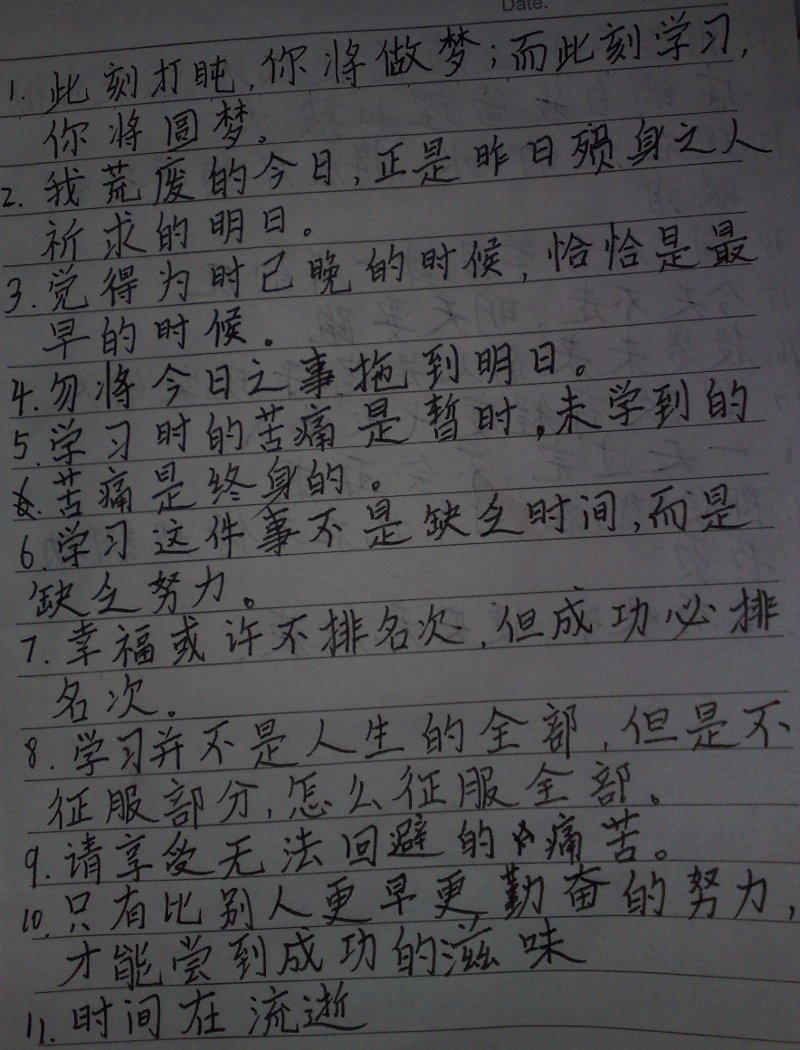 Date.
1. 此刻打盹,你将做梦;而此刻学习,
你将圆梦。
2. 我荒废的今日,正是昨日殒身之人
祈求的明日。
3. 觉得为时已晚的时候,恰恰是最
早的时候。
4. 勿将今日之事拖到明日。
5. 学习时的苦痛是暂时,未学到的
苦痛是终身的。
6. 学习这件事不是缺乏时间,而是
缺乏努力。
7. 幸福或许不排名次,但成功必排
名次。
8. 学习并不是人生的全部,但是不
征服部分,怎么征服全部。
9. 请享受无法回避的痛苦。
10. 只有比别人更早更勤奋的努力,
才能尝到成功的滋味
11. 时间在流逝